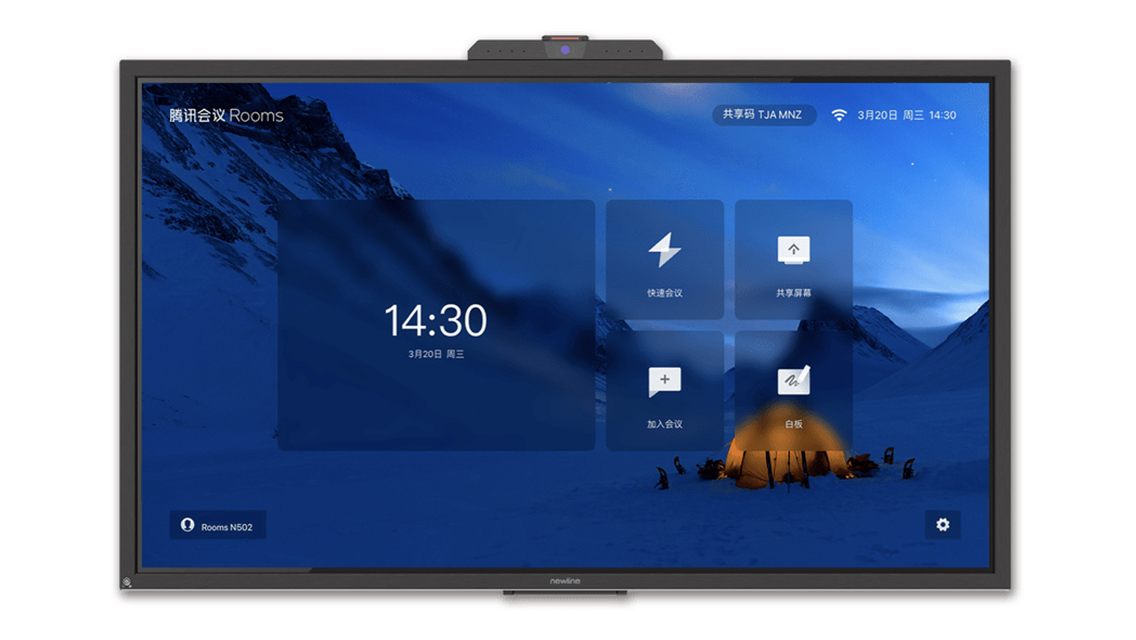 腾讯会议 Rooms
共享码 TJA MNZ
3月20日 周三 14:30
14:30
3月20日 周三
快速会议
共享屏幕
加入会议
白板
Rooms N502
newline